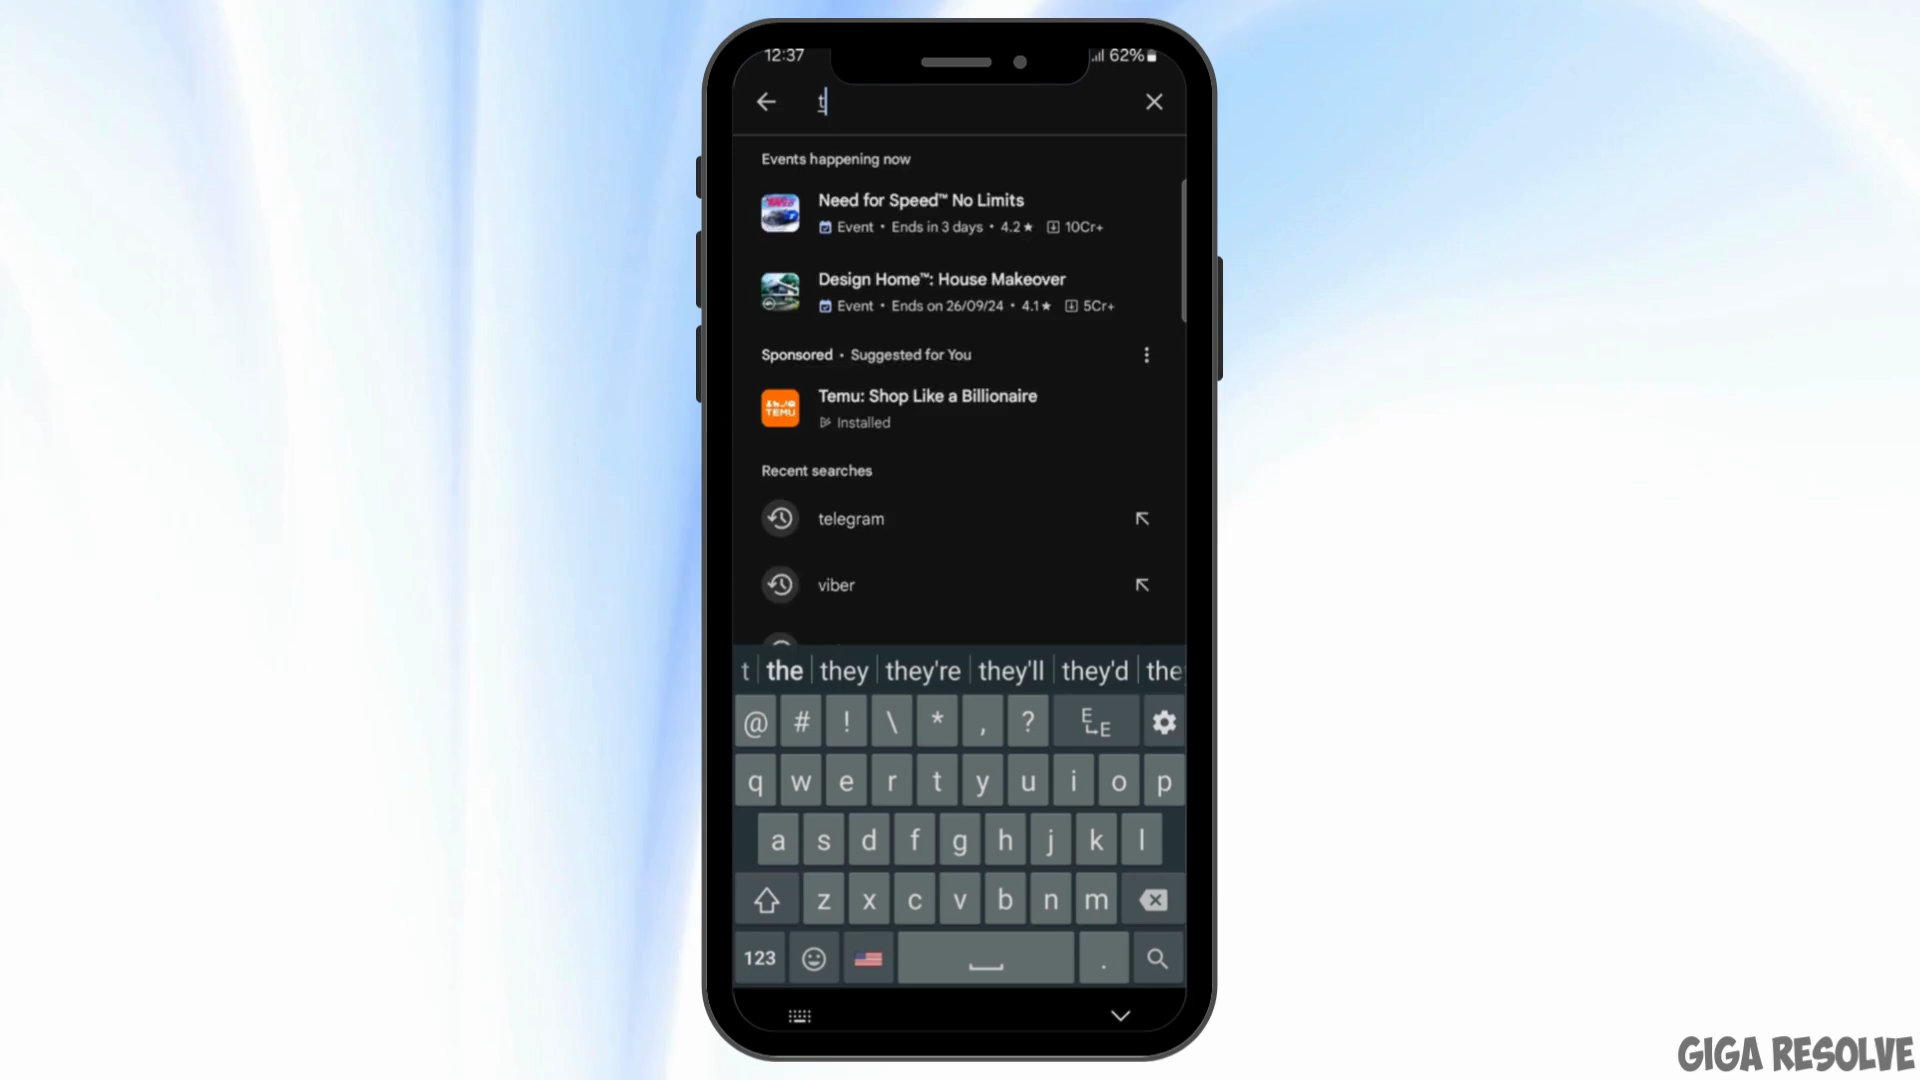 12:37
62%
t
Events happening now
Need for Speed™ No Limits
Event • Ends in 3 days • 4.2★ 10Cr+
Design Home™: House Makeover
Event • Ends on 26/09/24 • 4.1★ 5Cr+
Sponsored • Suggested for You
TEMU
Temu: Shop Like a Billionaire
Installed
Recent searches
telegram
viber
t the they they're they'll they'd the
@ # ! \ * , ? E E
q w e r t y u i o p
a s d f g h j k l
z x c v b n m
123 .
GIGA RESOLVE